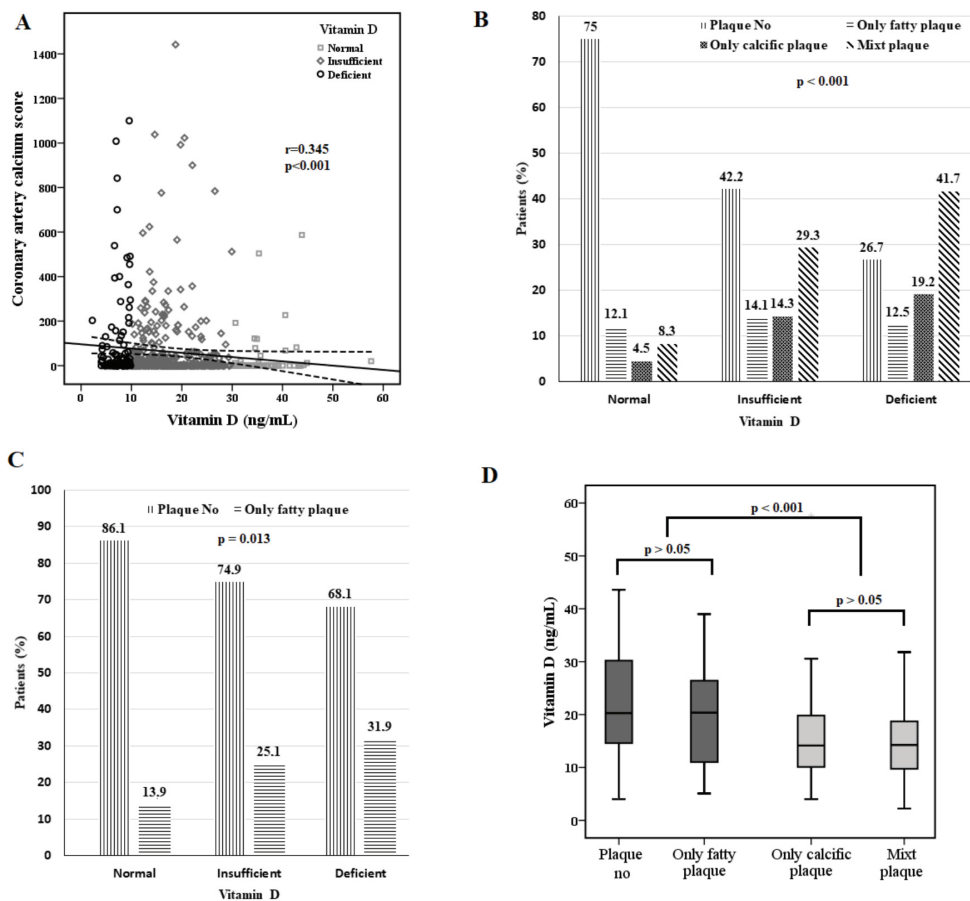 A
Vitamin D
Normal
Insufficient
Deficient
r=0.345
p<0.001
Coronary artery calcium score
1400
1200
1000
800
600
400
200
0
0 10 20 30 40 50 60
Vitamin D (ng/mL)
B
Plaque No Only fatty plaque
Only calcific plaque Mixt plaque
p < 0.001
Patients (%)
80
70
60
50
40
30
20
10
0
75 12.1 4.5 8.3
42.2 14.1 14.3 29.3
26.7 12.5 19.2 41.7
Normal Insufficient Deficient
Vitamin D
C
Plaque No Only fatty plaque
p = 0.013
Patients (%)
100
90
80
70
60
50
40
30
20
10
0
86.1 13.9
74.9 25.1
68.1 31.9
Normal Insufficient Deficient
Vitamin D
D
p < 0.001
p > 0.05
p > 0.05
Vitamin D (ng/mL)
60
50
40
30
20
10
0
Plaque no
Only fatty plaque
Only calcific plaque
Mixt plaque